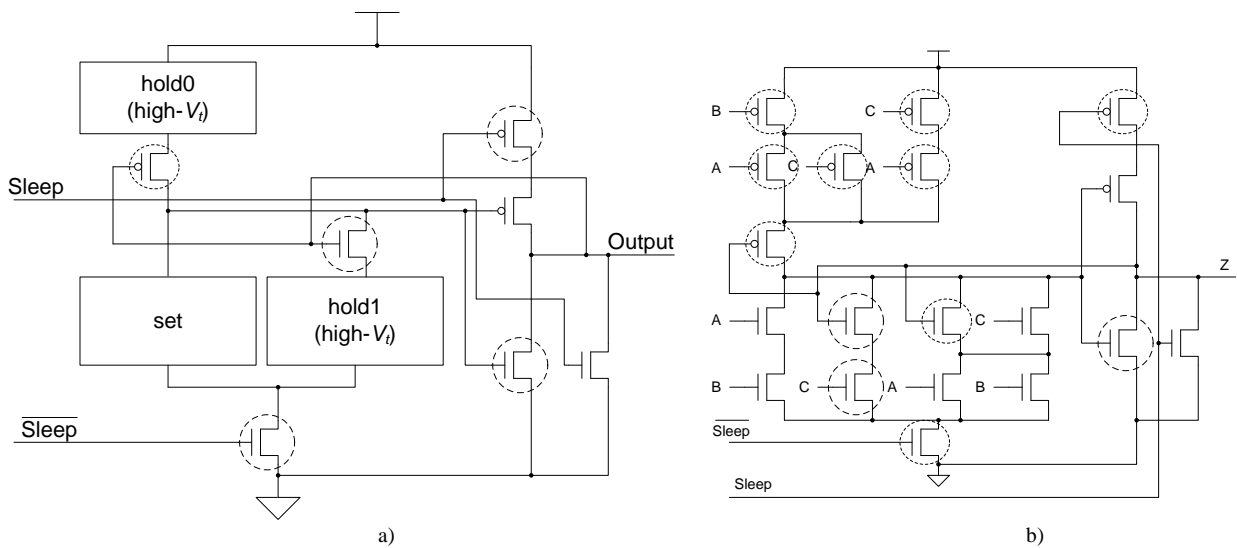 hold0
(high-Vt)
Sleep
Output
set
hold1
(high-Vt)
Sleep
a)
B
C
A
C
A
Z
A
C
B
C
A
B
Sleep
Sleep
b)